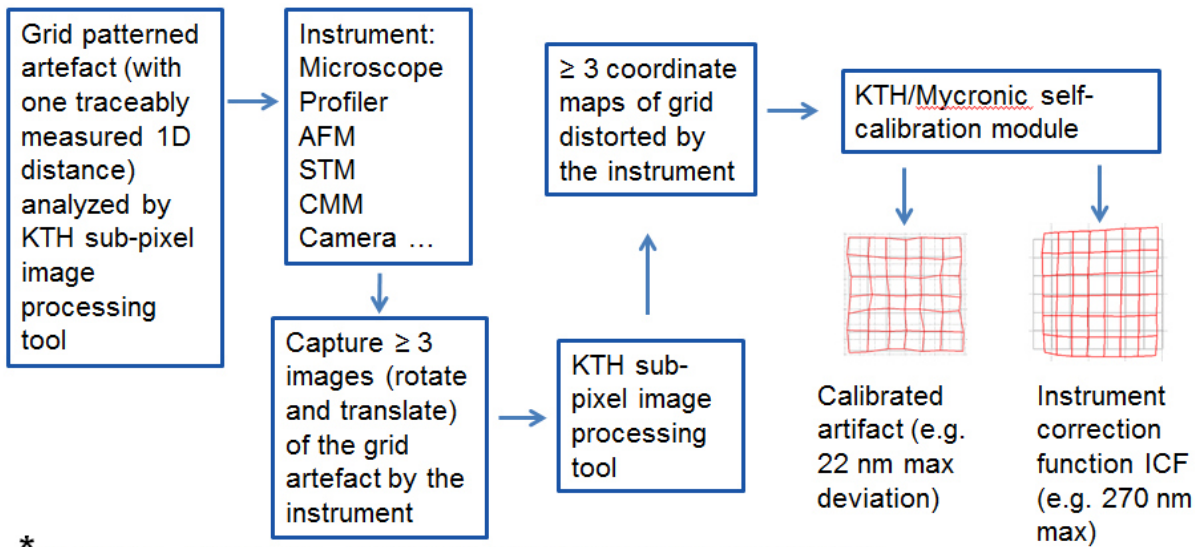 Grid patterned
artefact (with
one traceably
measured 1D
distance)
analyzed by
KTH sub-pixel
image
processing
tool
Instrument:
Microscope
Profiler
AFM
STM
CMM
Camera ...
Capture ≥ 3
images (rotate
and translate)
of the grid
artefact by the
instrument
KTH sub-
pixel image
processing
tool
≥ 3 coordinate
maps of grid
distorted by
the instrument
KTH/Mycronic self-
calibration module
Calibrated
artifact (e.g.
22 nm max
deviation)
Instrument
correction
function ICF
(e.g. 270 nm
max)
*